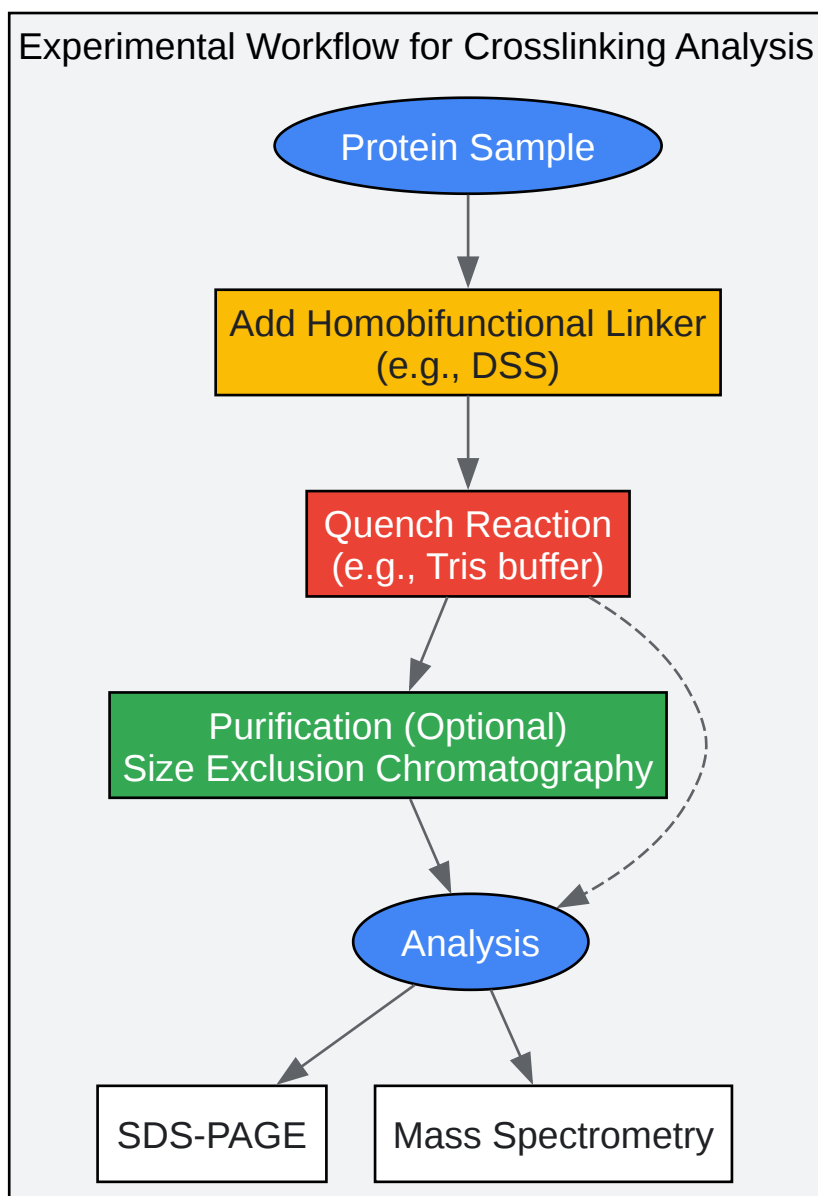 Experimental Workflow for Crosslinking Analysis
Protein Sample
Add Homobifunctional Linker
(e.g., DSS)
Quench Reaction
(e.g., Tris buffer)
Purification (Optional)
Size Exclusion Chromatography
Analysis
SDS-PAGE
Mass Spectrometry